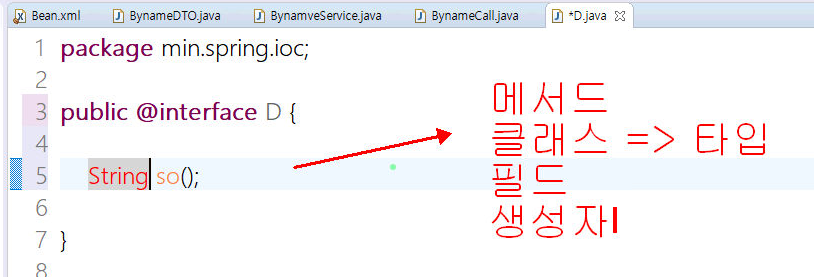 Bean.xml BynameDTO.java BynamveService.java BynameCall.java *D.java
1 package min.spring.ioc;
2
3 public @interface D {
4
5 String so();
6
7 }
8
메서드
클래스 => 타입
필드
생성자